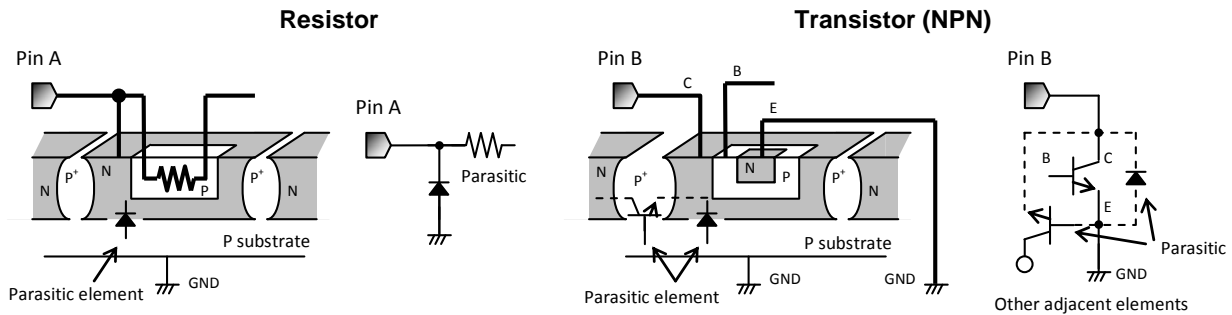 Resistor
Transistor (NPN)
Pin A
Pin A
Parasitic
N
P+
N
P
P+
N
P substrate
GND
Parasitic element
Pin B
C
B
E
N
P+
N
N
P
P+
N
P substrate
GND
GND
Parasitic element
Pin B
B
C
E
Parasitic
GND
Other adjacent elements